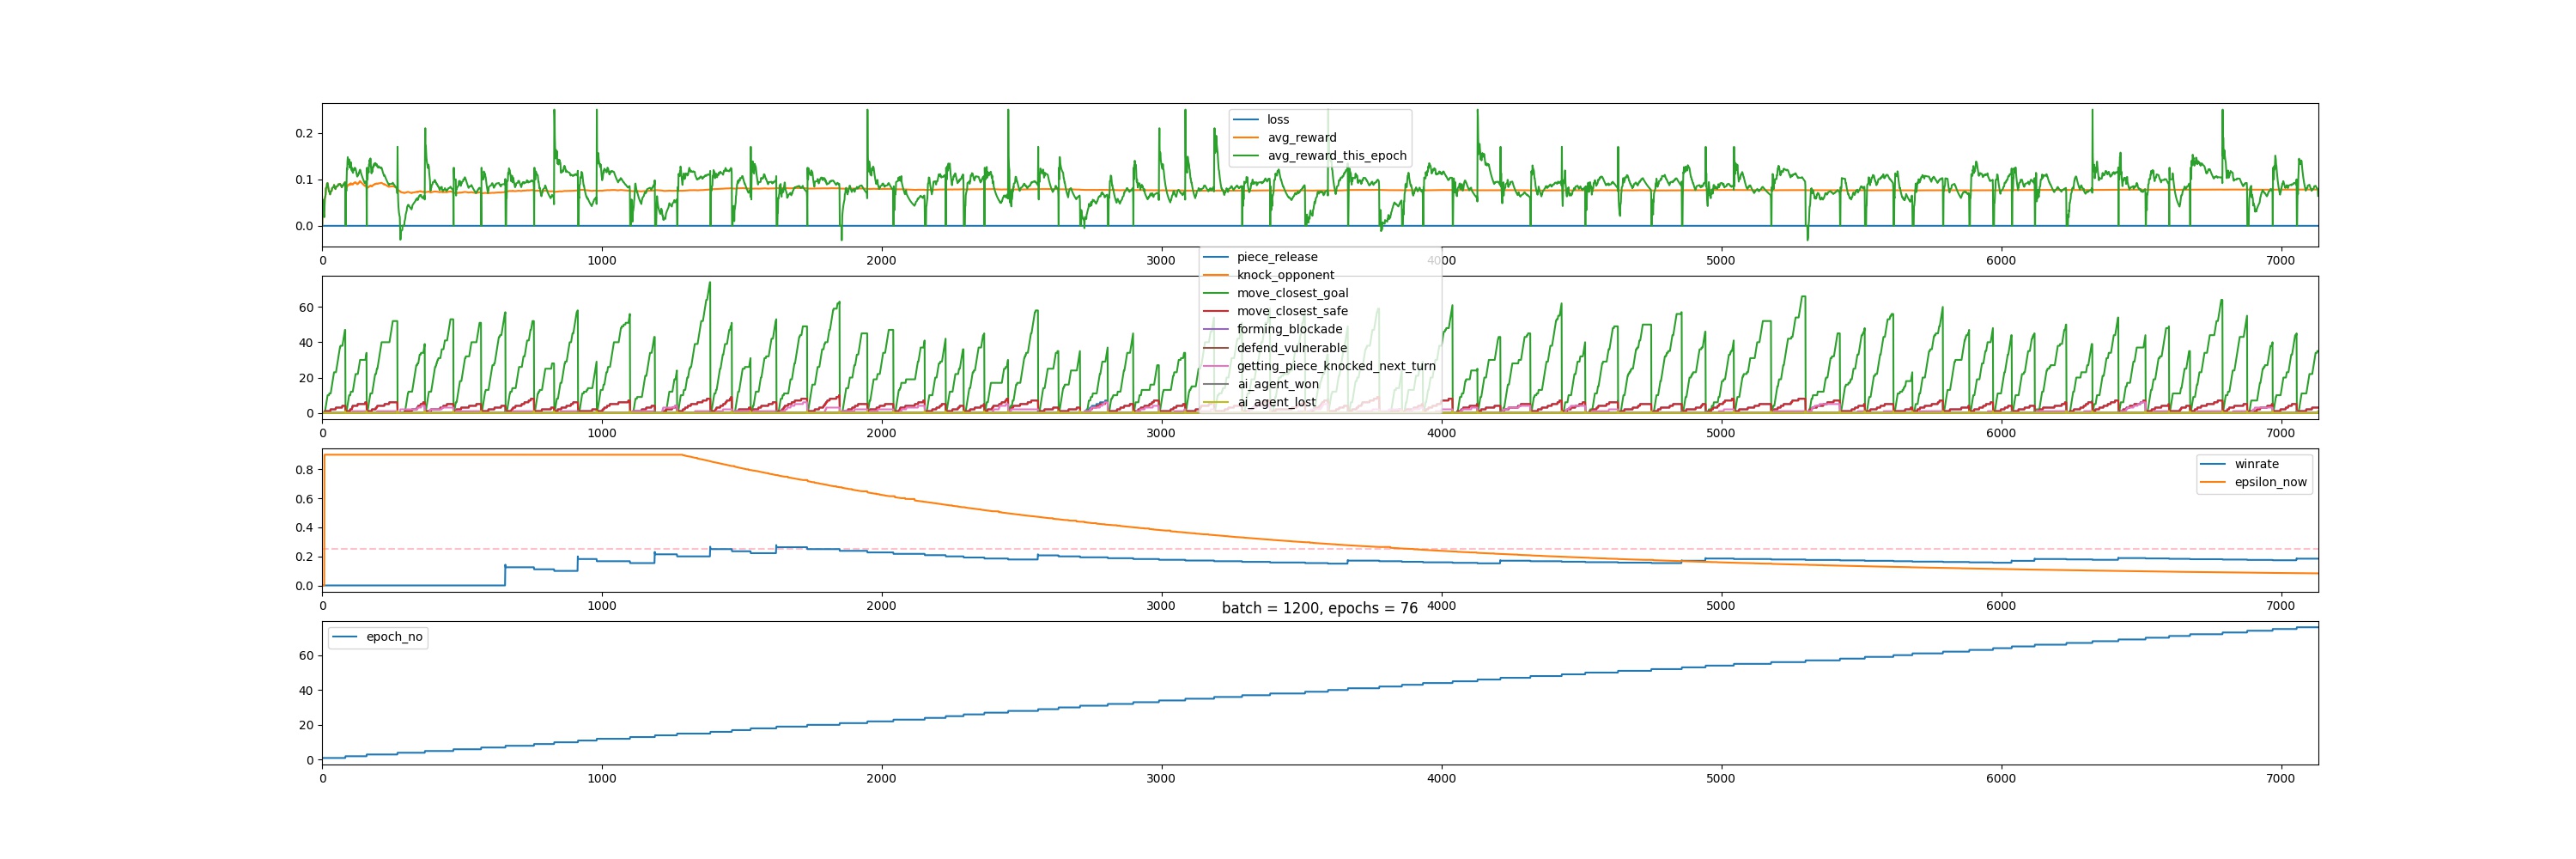 0.2
0.1
0.0
loss
avg_reward
avg_reward_this_epoch
0 1000 2000 3000 4000 5000 6000 7000
60
40
20
0
piece_release
knock_opponent
move_closest_goal
move_closest_safe
forming_blockade
defend_vulnerable
getting_piece_knocked_next_turn
ai_agent_won
ai_agent_lost
0 1000 2000 3000 4000 5000 6000 7000
0.8
0.6
0.4
0.2
0.0
winrate
epsilon_now
0 1000 2000 3000 4000 5000 6000 7000
batch = 1200, epochs = 76
epoch_no
60
40
20
0
0 1000 2000 3000 4000 5000 6000 7000